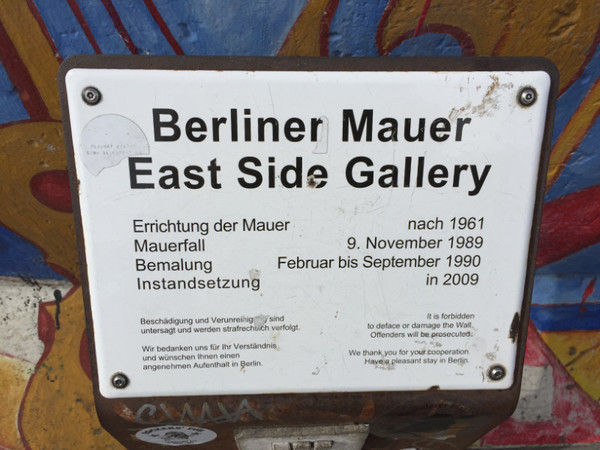 Berliner Mauer
East Side Gallery
Errichtung der Mauer nach 1961
Mauerfall 9. November 1989
Bemalung Februar bis September 1990
Instandsetzung in 2009
Beschädigung und Verunreinigung sind
untersagt und werden strafrechtlich verfolgt.
Wir bedanken uns für Ihr Verständnis
und wünschen Ihnen einen
angenehmen Aufenthalt in Berlin.
It is forbidden
to deface or damage the Wall.
Offenders will be prosecuted.
We thank you for your cooperation.
Have a pleasant stay in Berlin.